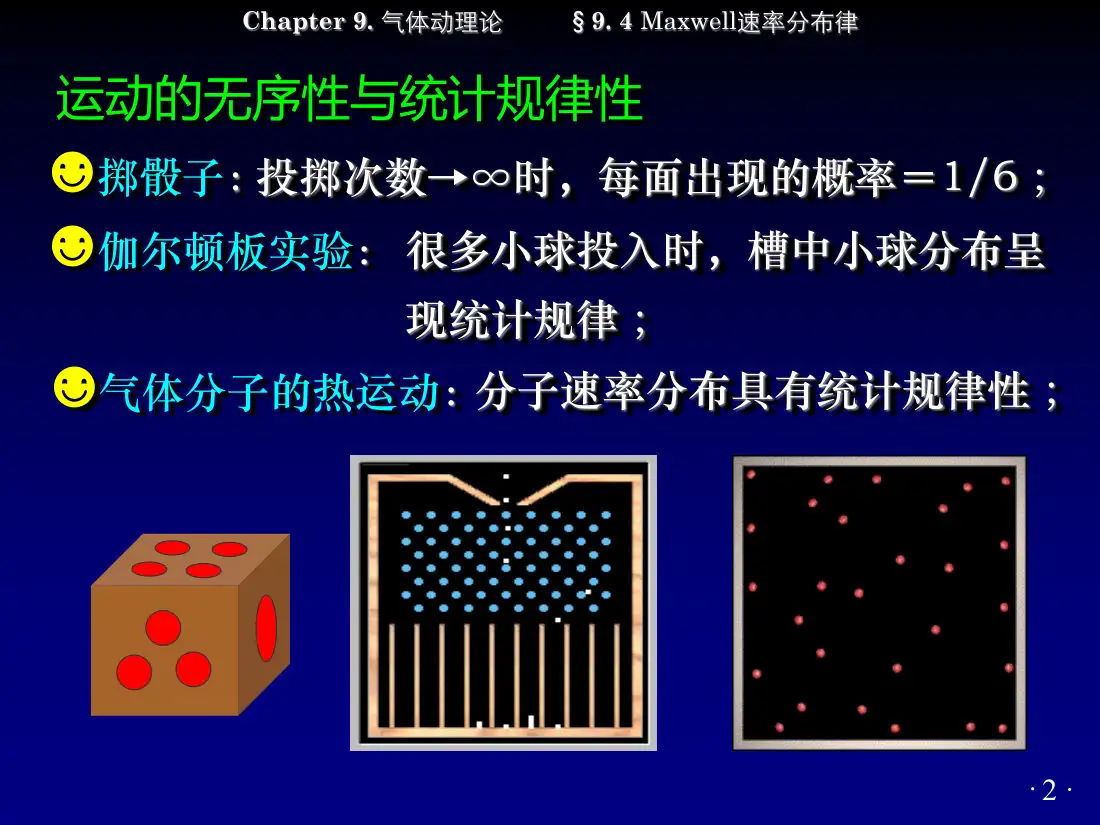 Chapter 9. 气体动理论 §9. 4 Maxwell速率分布律
运动的无序性与统计规律性
掷骰子：投掷次数→∞时，每面出现的概率＝1/6；
伽尔顿板实验： 很多小球投入时，槽中小球分布呈
现统计规律；
气体分子的热运动：分子速率分布具有统计规律性；
·2·